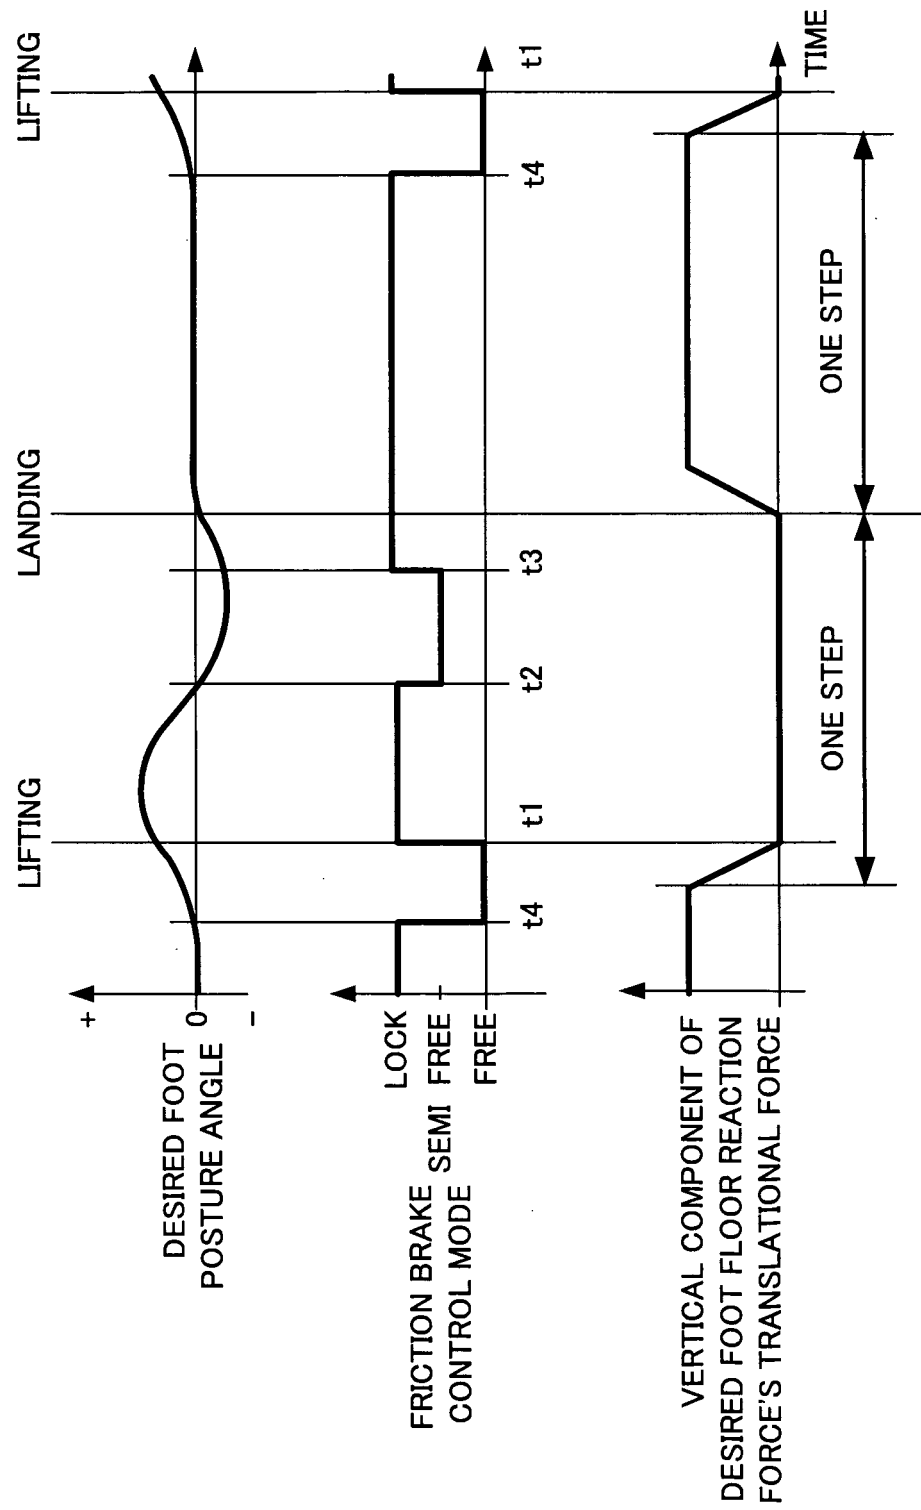 LIFTING
LANDING
LIFTING
+
0
-
DESIRED FOOT
POSTURE ANGLE
LOCK
SEMI FREE
FREE
FRICTION BRAKE
CONTROL MODE
t4
t1
t2
t3
t4
t1
VERTICAL COMPONENT OF
DESIRED FOOT FLOOR REACTION
FORCE'S TRANSLATIONAL FORCE
TIME
ONE STEP
ONE STEP